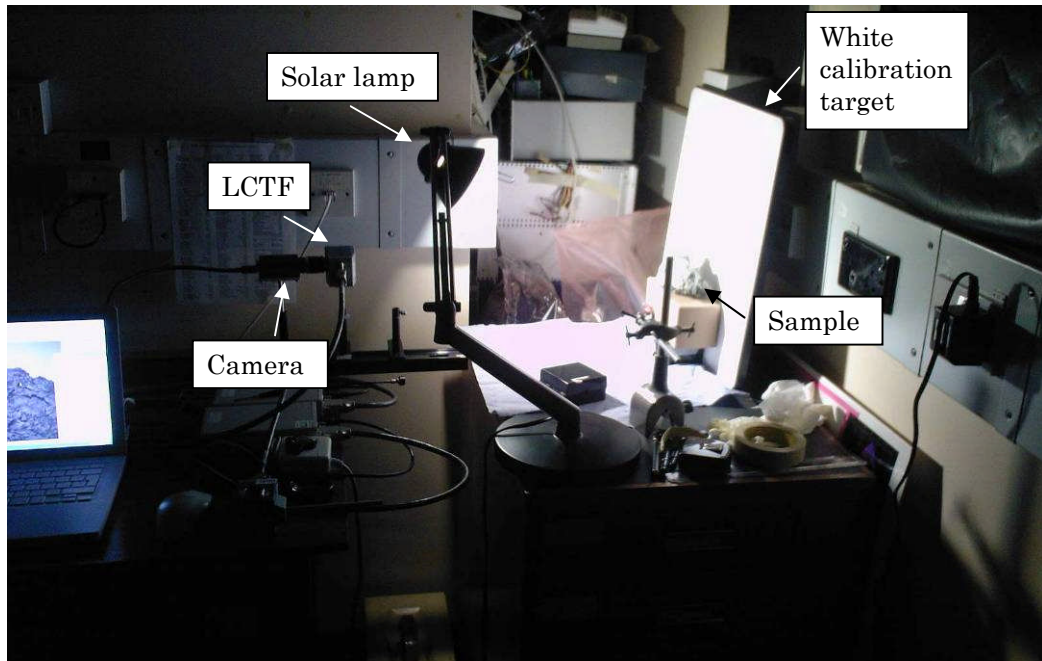 White
calibration
target
Solar lamp
LCTF
Sample
Camera